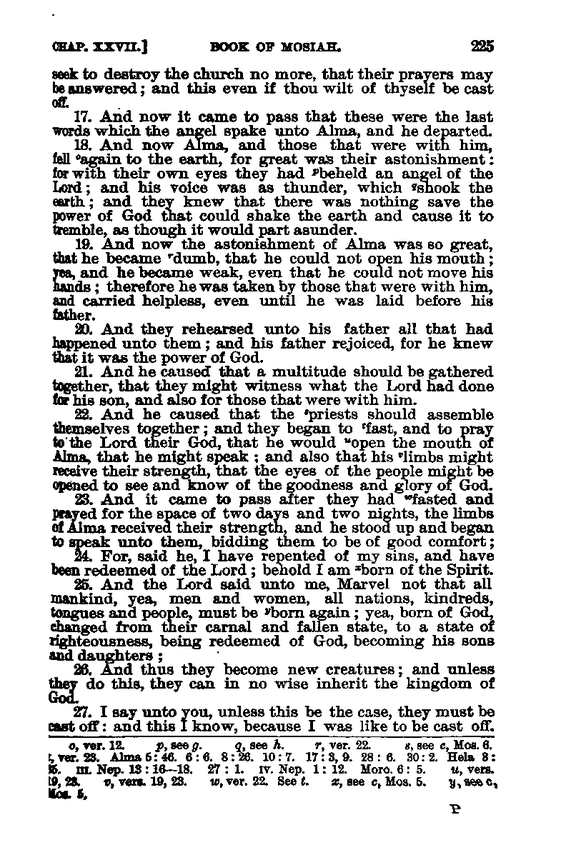 CHAP. XXVII.] BOOK OF MOSIAH. 225
seek to destroy the church no more, that their prayers may
be answered; and this even if thou wilt of thyself be cast
off.
17. And now it came to pass that these were the last
words which the angel spake unto Alma, and he departed.
18. And now Alma, and those that were with him,
fell ᵒagain to the earth, for great was their astonishment:
for with their own eyes they had ᵖbeheld an angel of the
Lord; and his voice was as thunder, which ᑫshook the
earth; and they knew that there was nothing save the
power of God that could shake the earth and cause it to
tremble, as though it would part asunder.
19. And now the astonishment of Alma was so great,
that he became ʳdumb, that he could not open his mouth;
yea, and he became weak, even that he could not move his
hands; therefore he was taken by those that were with him,
and carried helpless, even until he was laid before his
father.
20. And they rehearsed unto his father all that had
happened unto them; and his father rejoiced, for he knew
that it was the power of God.
21. And he caused that a multitude should be gathered
together, that they might witness what the Lord had done
for his son, and also for those that were with him.
22. And he caused that the ˢpriests should assemble
themselves together; and they began to ᵗfast, and to pray
to the Lord their God, that he would ᵘopen the mouth of
Alma, that he might speak; and also that his ᵛlimbs might
receive their strength, that the eyes of the people might be
opened to see and know of the goodness and glory of God.
23. And it came to pass after they had ʷfasted and
prayed for the space of two days and two nights, the limbs
of Alma received their strength, and he stood up and began
to speak unto them, bidding them to be of good comfort;
24. For, said he, I have repented of my sins, and have
been redeemed of the Lord; behold I am ˣborn of the Spirit.
25. And the Lord said unto me, Marvel not that all
mankind, yea, men and women, all nations, kindreds,
tongues and people, must be ʸborn again; yea, born of God,
changed from their carnal and fallen state, to a state of
righteousness, being redeemed of God, becoming his sons
and daughters;
26. And thus they become new creatures; and unless
they do this, they can in no wise inherit the kingdom of
God.
27. I say unto you, unless this be the case, they must be
cast off: and this I know, because I was like to be cast off.
o, ver. 12. p, see g. q, see h. r, ver. 22. s, see c, Mos. 6.
t, ver. 23. Alma 5: 46. 6: 6. 8: 26. 10: 7. 17: 3, 9. 28: 6. 30: 2. Hela 3:
35. III. Nep. 13: 16—18. 27: 1. IV. Nep. 1: 12. Moro. 6: 5. u, vers.
19, 23. v, vers. 19, 23. w, ver. 22. See t. x, see c, Mos. 5. y, see c,
Mos. 5.
P